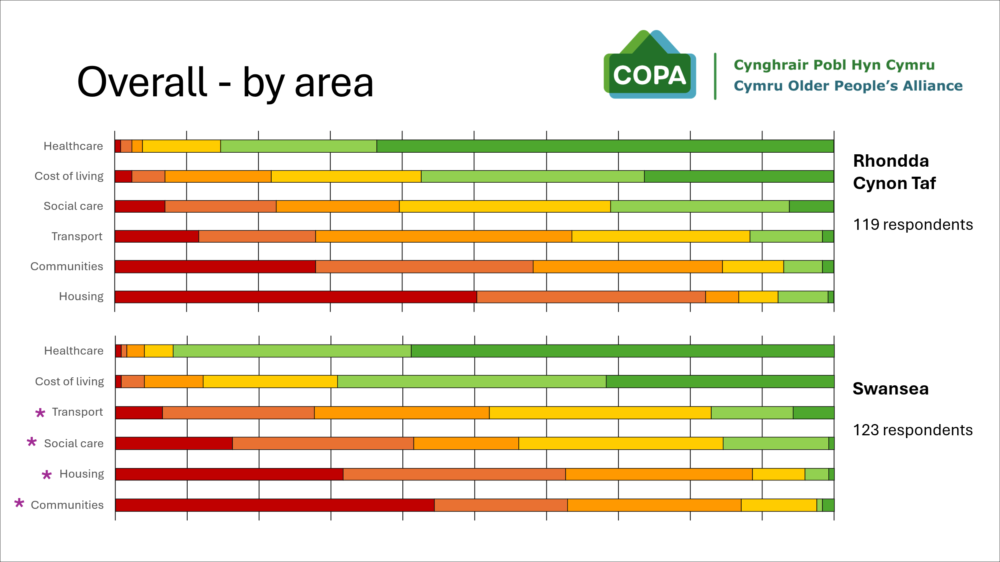 Overall - by area
COPA
Cynghrair Pobl Hyn Cymru
Cymru Older People’s Alliance
Healthcare
Cost of living
Social care
Transport
Communities
Housing
Rhondda
Cynon Taf
119 respondents
Healthcare
Cost of living
* Transport
* Social care
* Housing
* Communities
Swansea
123 respondents